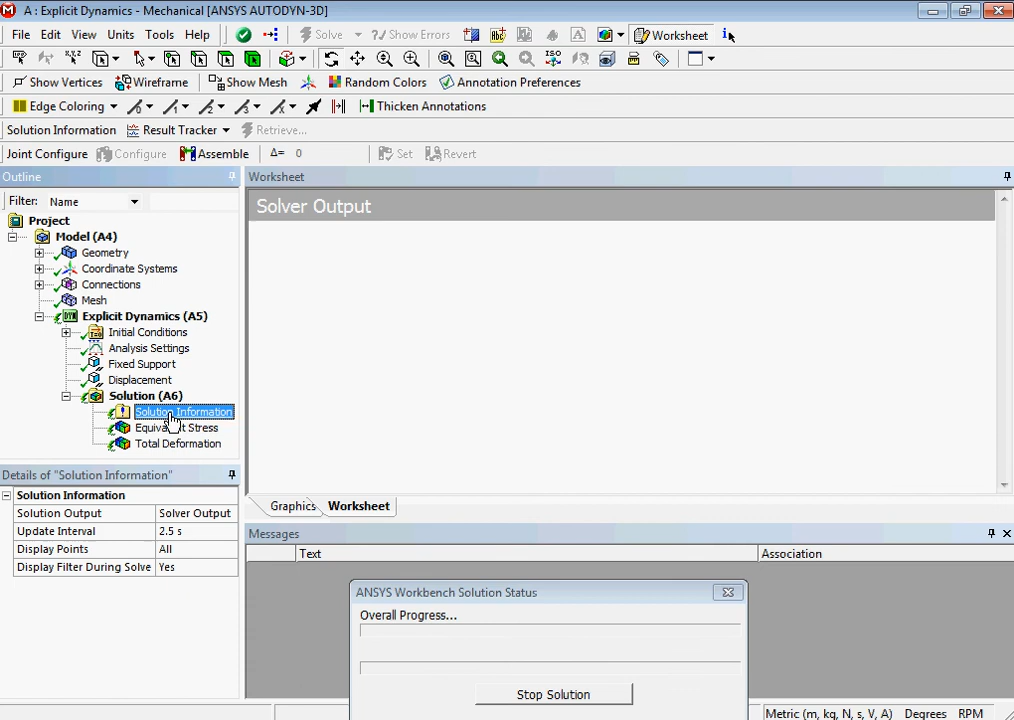 A : Explicit Dynamics - Mechanical [ANSYS AUTODYN-3D]
File Edit View Units Tools Help Solve ?/ Show Errors Worksheet
Show Vertices Wireframe Show Mesh Random Colors Annotation Preferences
Edge Coloring Thicken Annotations
Solution Information Result Tracker Retrieve...
Joint Configure Configure Assemble Δ= 0 Set Revert
Outline
Filter: Name
Project
Model (A4)
Geometry
Coordinate Systems
Connections
Mesh
Explicit Dynamics (A5)
Initial Conditions
Analysis Settings
Fixed Support
Displacement
Solution (A6)
Solution Information
Equivalent Stress
Total Deformation
Details of "Solution Information"
Solution Information
Solution Output Solver Output
Update Interval 2.5 s
Display Points All
Display Filter During Solve Yes
Worksheet
Solver Output
Graphics Worksheet
Messages
Text Association
ANSYS Workbench Solution Status
Overall Progress...
Stop Solution
Metric (m, kg, N, s, V, A) Degrees RPM